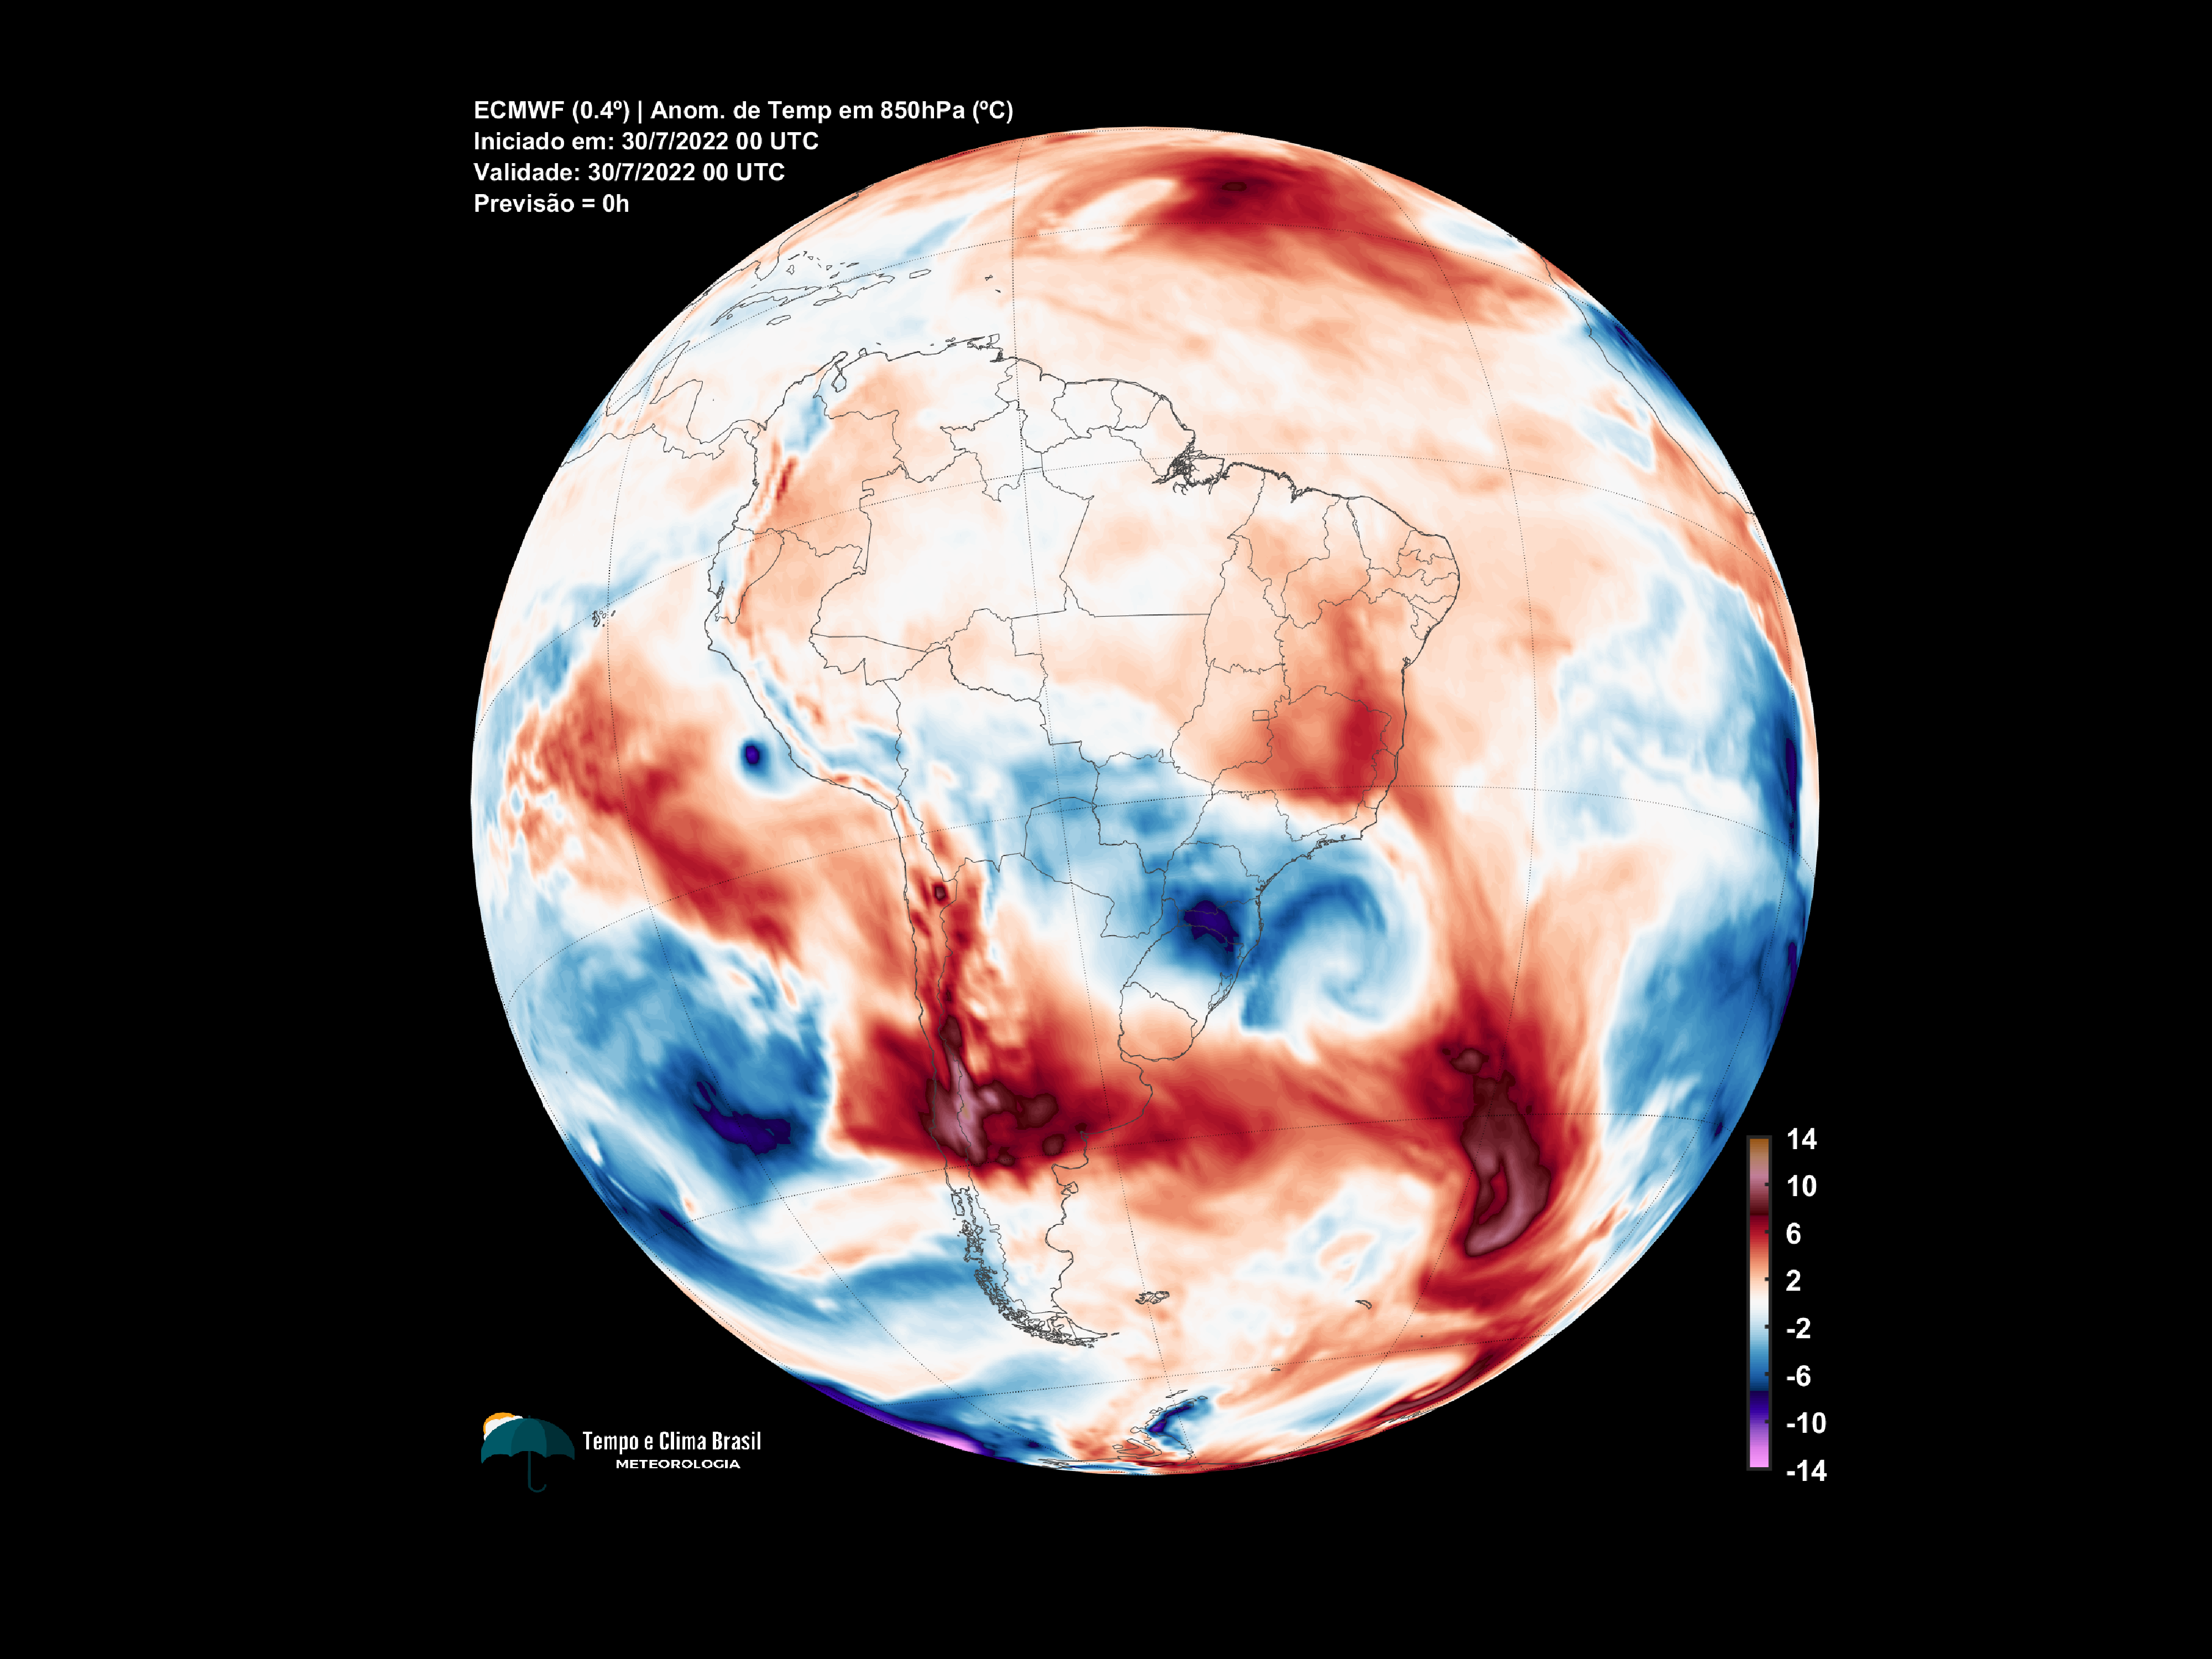 ECMWF (0.4º) | Anom. de Temp em 850hPa (ºC)
Iniciado em: 30/7/2022 00 UTC
Validade: 30/7/2022 00 UTC
Previsão = 0h
14
10
6
2
-2
-6
-10
-14
Tempo e Clima Brasil
METEOROLOGIA